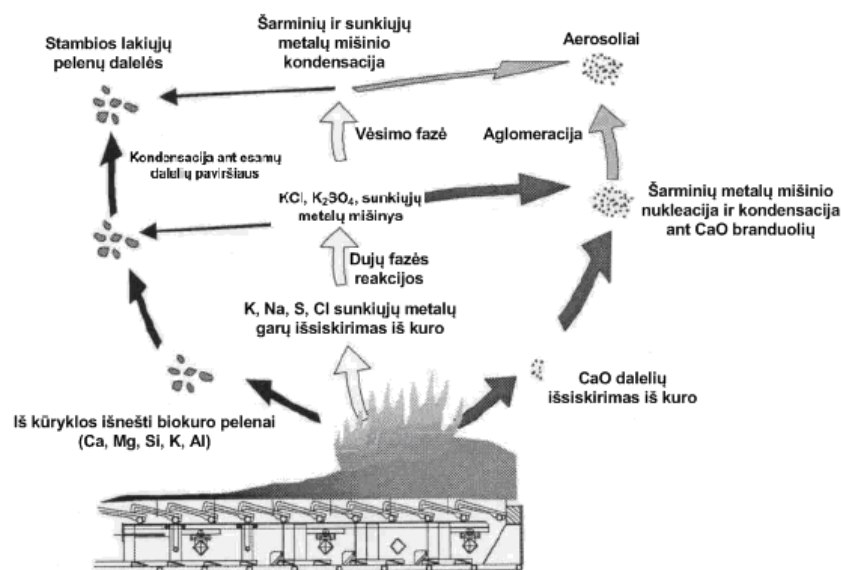 Stambios lakiųjų
pelenų dalelės
Šarminių ir sunkiųjų
metalų mišinio
kondensacija
Aerosoliai
Vėsimo fazė
Aglomeracija
Kondensacija ant esamų
dalelių paviršiaus
KCl, K₂SO₄, sunkiųjų
metalų mišinys
Šarminių metalų mišinio
nukleacija ir kondensacija
ant CaO branduolių
Dujų fazės
reakcijos
K, Na, S, Cl sunkiųjų metalų
garų išsiskirimas iš kuro
CaO dalelių
išsiskirimas iš kuro
Iš kūryklos išnešti biokuro pelenai
(Ca, Mg, Si, K, Al)